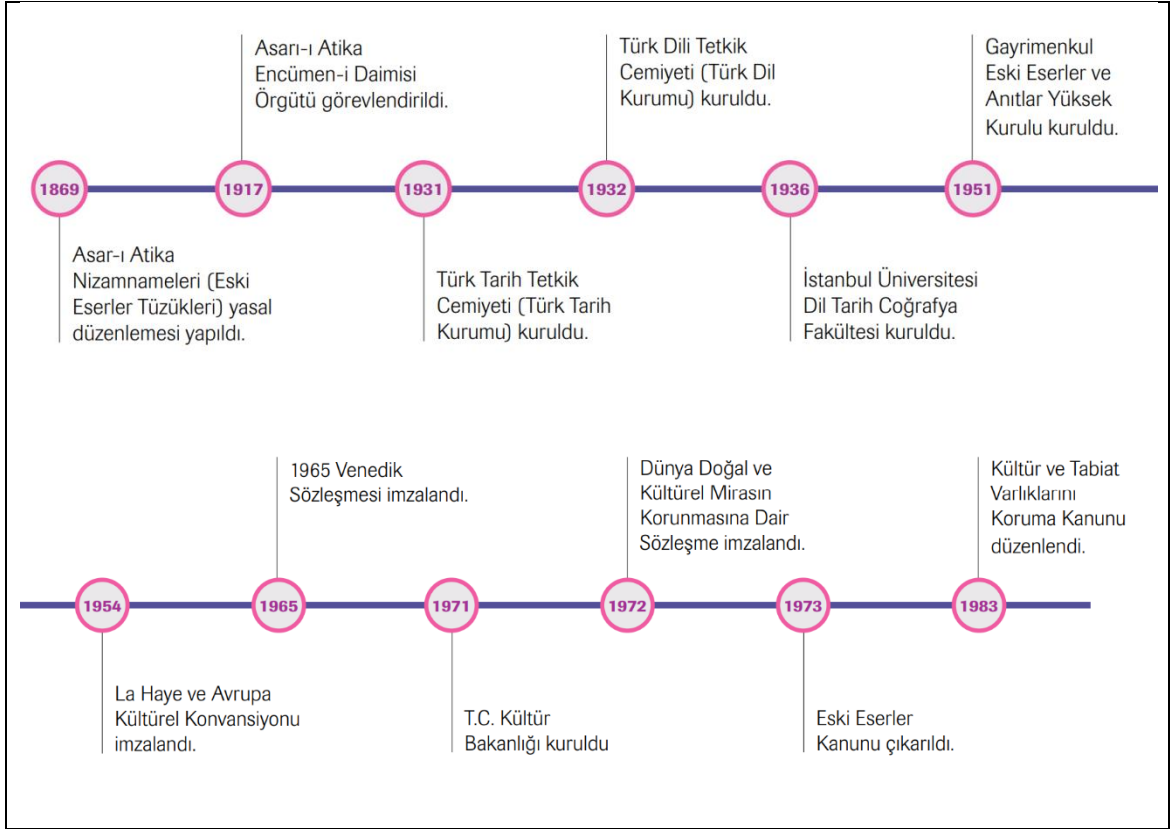 Asarı-ı Atika
Encümen-i Daimisi
Örgütü görevlendirildi.
Türk Dili Tetkik
Cemiyeti (Türk Dil
Kurumu) kuruldu.
Gayrimenkul
Eski Eserler ve
Anıtlar Yüksek
Kurulu kuruldu.
1869
1917
1931
1932
1936
1951
Asar-ı Atika
Nizamnameleri (Eski
Eserler Tüzükleri) yasal
düzenlemesi yapıldı.
Türk Tarih Tetkik
Cemiyeti (Türk Tarih
Kurumu) kuruldu.
İstanbul Üniversitesi
Dil Tarih Coğrafya
Fakültesi kuruldu.
1965 Venedik
Sözleşmesi imzalandı.
Dünya Doğal ve
Kültürel Mirasın
Korunmasına Dair
Sözleşme imzalandı.
Kültür ve Tabiat
Varlıklarını
Koruma Kanunu
düzenlendi.
1954
1965
1971
1972
1973
1983
La Haye ve Avrupa
Kültürel Konvansiyonu
imzalandı.
T.C. Kültür
Bakanlığı kuruldu
Eski Eserler
Kanunu çıkarıldı.